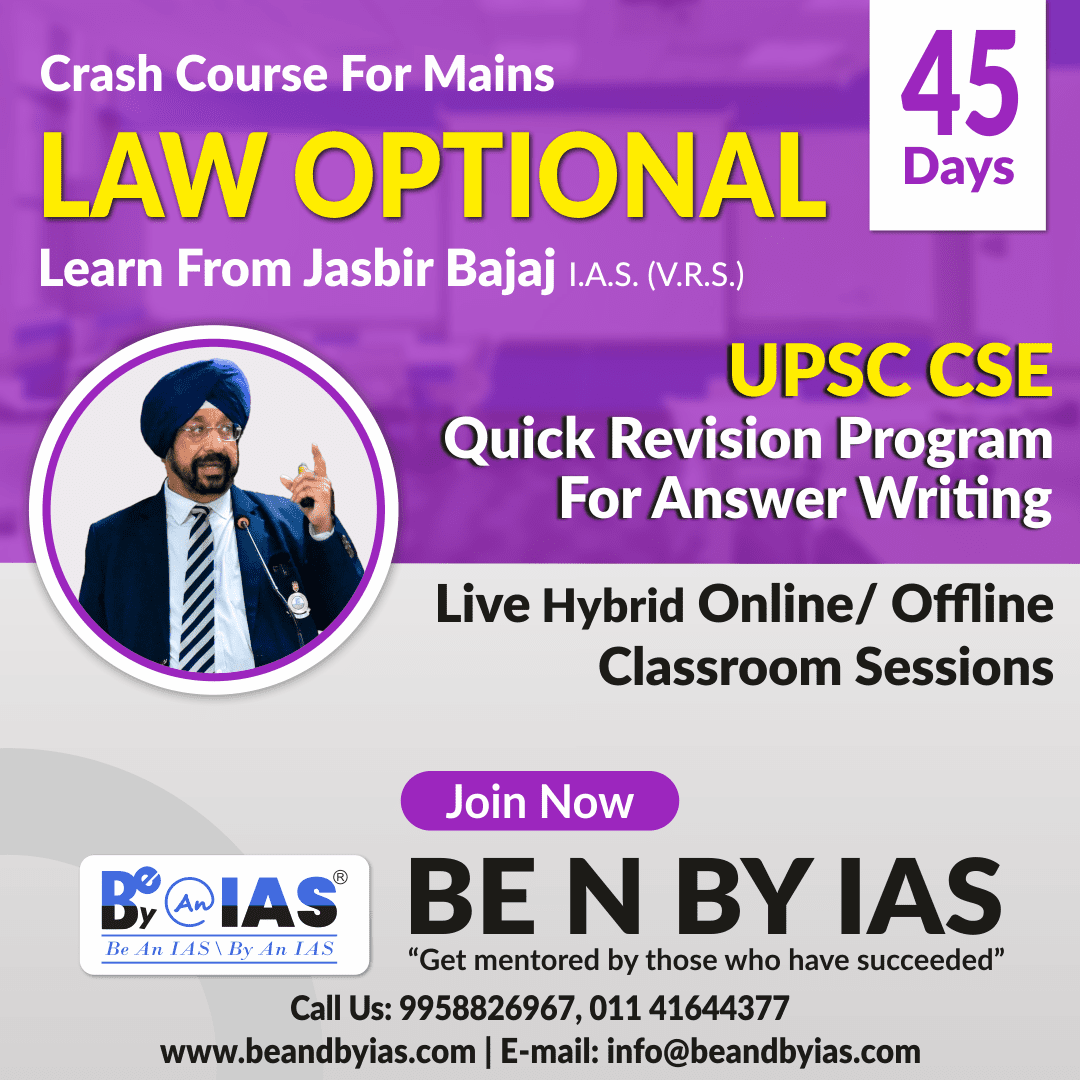 Crash Course For Mains
LAW OPTIONAL
Learn From Jasbir Bajaj I.A.S. (V.R.S.)
45
Days
UPSC CSE
Quick Revision Program
For Answer Writing
Live Hybrid Online/ Offline
Classroom Sessions
Join Now
Be By An IAS®
Be An IAS \ By An IAS
BE N BY IAS
“Get mentored by those who have succeeded”
Call Us: 9958826967, 011 41644377
www.beandbyias.com | E-mail: info@beandbyias.com